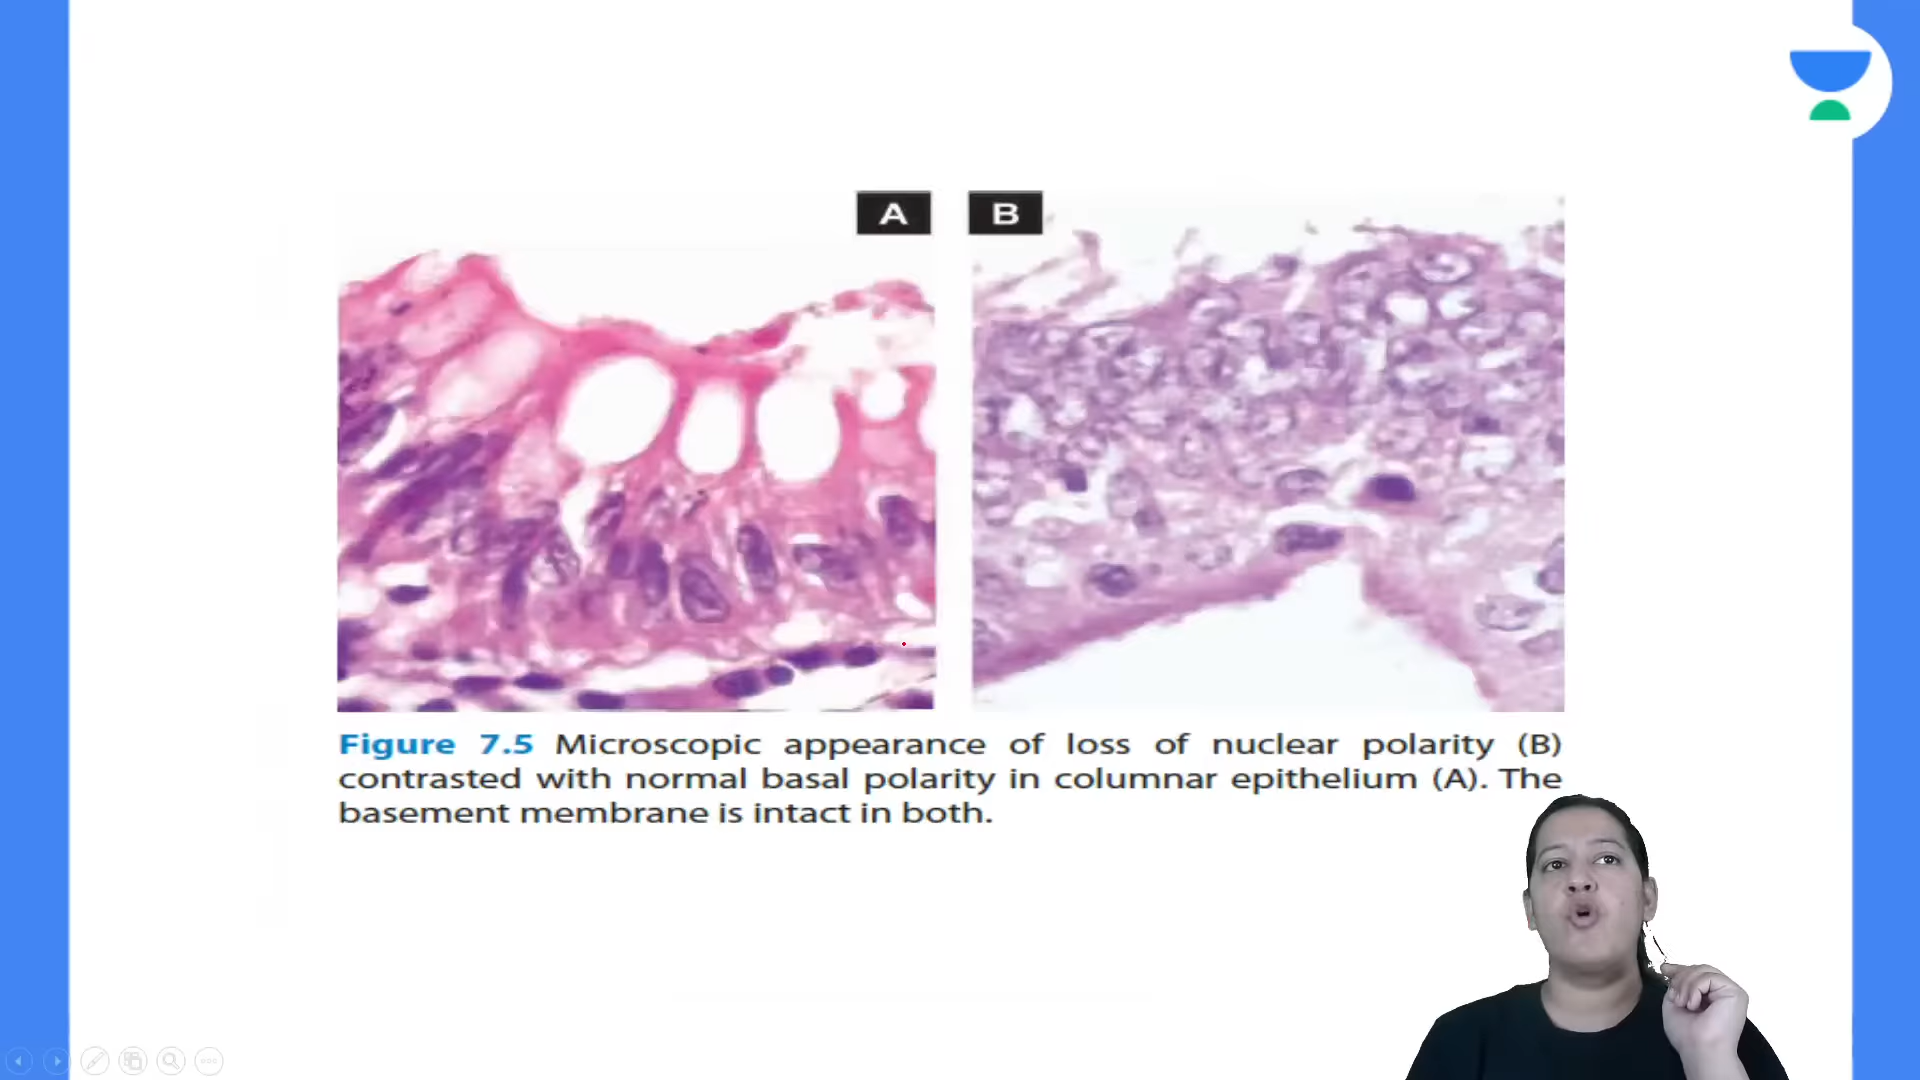 A
B
Figure 7.5 Microscopic appearance of loss of nuclear polarity (B)
contrasted with normal basal polarity in columnar epithelium (A). The
basement membrane is intact in both.